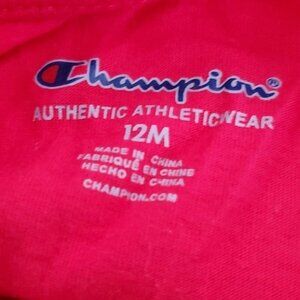 Champion®
AUTHENTIC ATHLETICWEAR
12M
MADE IN CHINA
FABRIQUÉ EN CHINE
HECHO EN CHINA
CHAMPION.COM